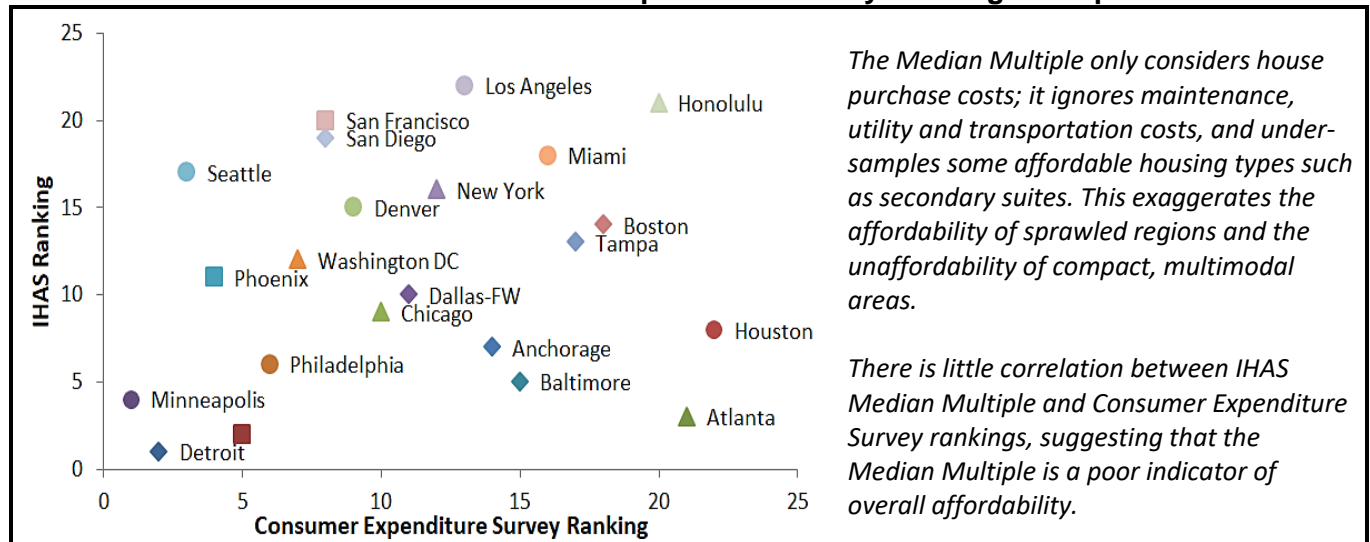 25
20
15
10
5
0
IHAS Ranking
Los Angeles
Honolulu
San Francisco
San Diego
Miami
Seattle
New York
Denver
Boston
Tampa
Washington DC
Phoenix
Dallas-FW
Chicago
Houston
Anchorage
Philadelphia
Baltimore
Minneapolis
Atlanta
Detroit
0 5 10 15 20 25
Consumer Expenditure Survey Ranking
The Median Multiple only considers house
purchase costs; it ignores maintenance,
utility and transportation costs, and under-
samples some affordable housing types such
as secondary suites. This exaggerates the
affordability of sprawled regions and the
unaffordability of compact, multimodal
areas.
There is little correlation between IHAS
Median Multiple and Consumer Expenditure
Survey rankings, suggesting that the
Median Multiple is a poor indicator of
overall affordability.